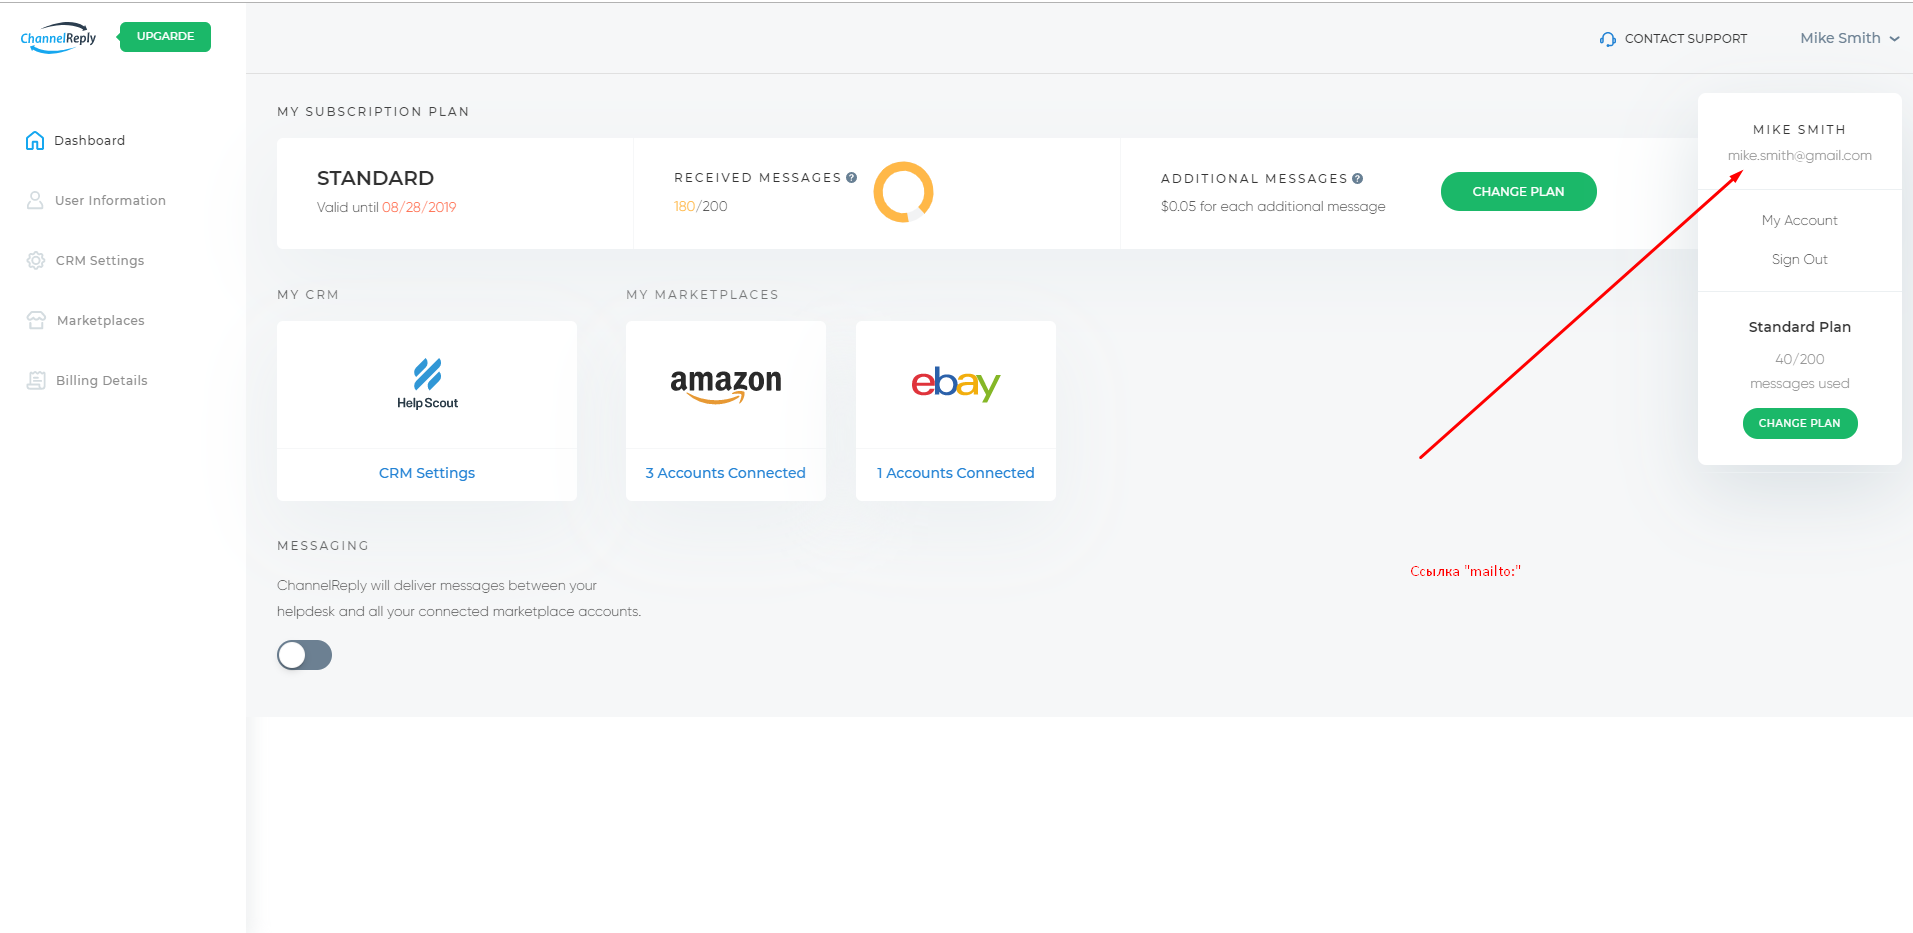 ChannelReply
UPGARDE
CONTACT SUPPORT
Mike Smith
Dashboard
User Information
CRM Settings
Marketplaces
Billing Details
MY SUBSCRIPTION PLAN
STANDARD
Valid until 08/28/2019
RECEIVED MESSAGES ?
180/200
ADDITIONAL MESSAGES ?
$0.05 for each additional message
CHANGE PLAN
MIKE SMITH
mike.smith@gmail.com
My Account
Sign Out
Standard Plan
40/200
messages used
CHANGE PLAN
MY CRM
Help Scout
CRM Settings
MY MARKETPLACES
amazon
3 Accounts Connected
ebay
1 Accounts Connected
MESSAGING
ChannelReply will deliver messages between your
helpdesk and all your connected marketplace accounts.
Ссылка "mailto:"